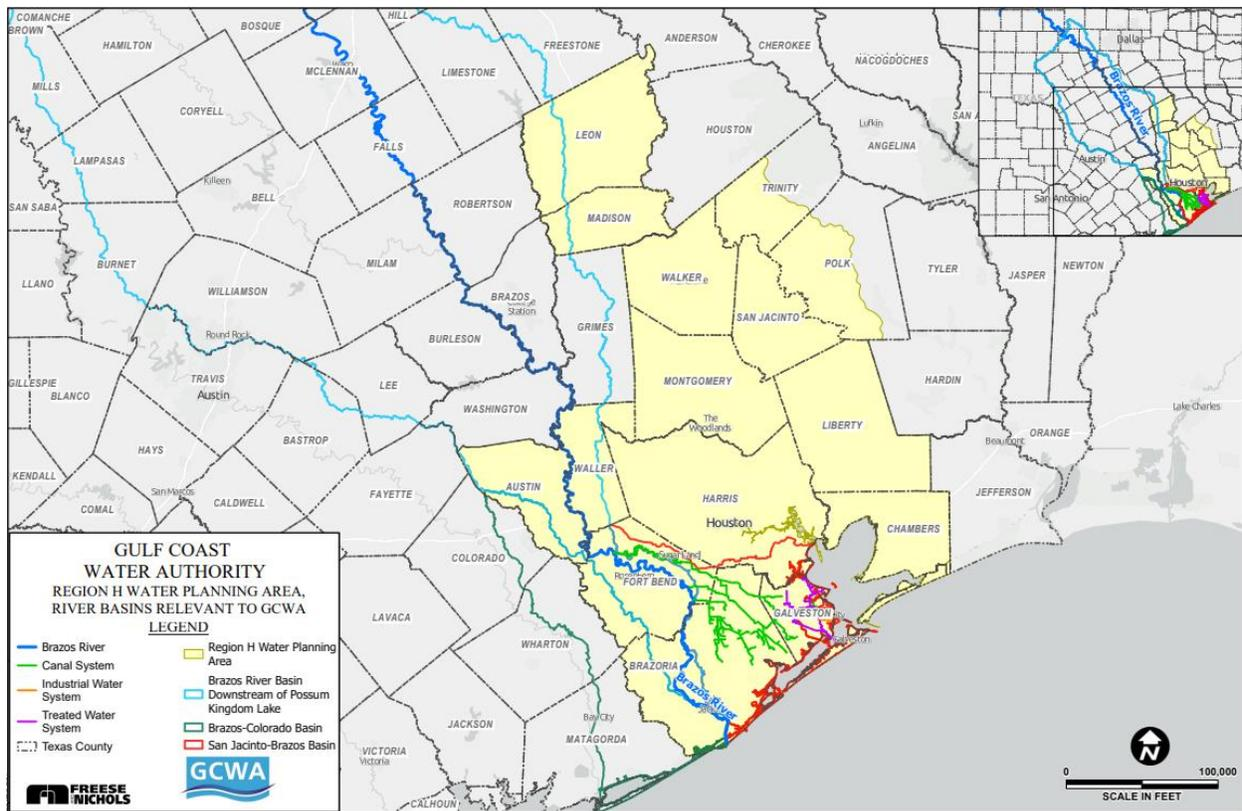 COMANCHE
BROWN
HAMILTON
BOSQUE
HILL
FREESTONE
ANDERSON
CHEROKEE
NACOGDOCHES
MCLENNAN
LIMESTONE
MILLS
CORYELL
LEON
HOUSTON
Lufkin
ANGELINA
FALLS
LAMPASAS
Killeen
BELL
SAN SABA
ROBERTSON
MADISON
TRINITY
BURNET
MILAM
WALKER
POLK
TYLER
JASPER
NEWTON
LLANO
WILLIAMSON
BRAZOS
Station
GRIMES
SAN JACINTO
Round Rock
BURLESON
GILLESPIE
BLANCO
TRAVIS
Austin
LEE
WASHINGTON
MONTGOMERY
The
Woodlands
HARDIN
LIBERTY
Lake Charles
HAYS
BASTROP
ORANGE
Beaumont
KENDALL
COMAL
San Marcos
CALDWELL
FAYETTE
AUSTIN
WALLER
HARRIS
Houston
JEFFERSON
CHAMBERS
COLORADO
Sugar Land
FORT BEND
GALVESTON
Galveston
LAVACA
WHARTON
BRAZORIA
Brazos River
Bay City
MATAGORDA
JACKSON
VICTORIA
Victoria
CALHOUN
Dallas
TEXAS
Brazos River
Austin
Houston
San Antonio
GULF COAST
WATER AUTHORITY
REGION H WATER PLANNING AREA,
RIVER BASINS RELEVANT TO GCWA
LEGEND
Brazos River
Canal System
Industrial Water
System
Treated Water
System
Texas County
Region H Water Planning
Area
Brazos River Basin
Downstream of Possum
Kingdom Lake
Brazos-Colorado Basin
San Jacinto-Brazos Basin
FREESE
AND NICHOLS
GCWA
N
0 100,000
SCALE IN FEET